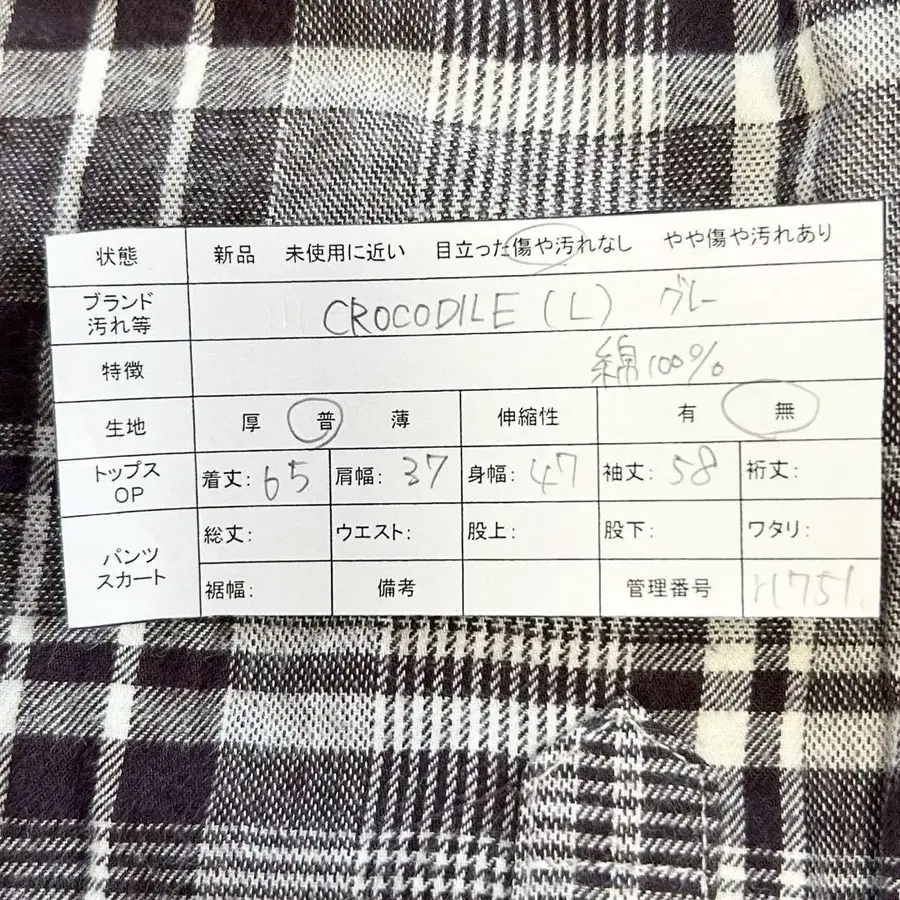 状態 新品 未使用に近い 目立った傷や汚れなし やや傷や汚れあり
ブランド 汚れ等 CROCODILE (L) グレー
特徴 綿100%
生地 厚 普 薄 伸縮性 有 無
トップス OP 着丈: 65 肩幅: 37 身幅: 47 袖丈: 58 裄丈:
パンツ スカート 総丈: ウエスト: 股上: 股下: ワタリ:
裾幅: 備考 管理番号